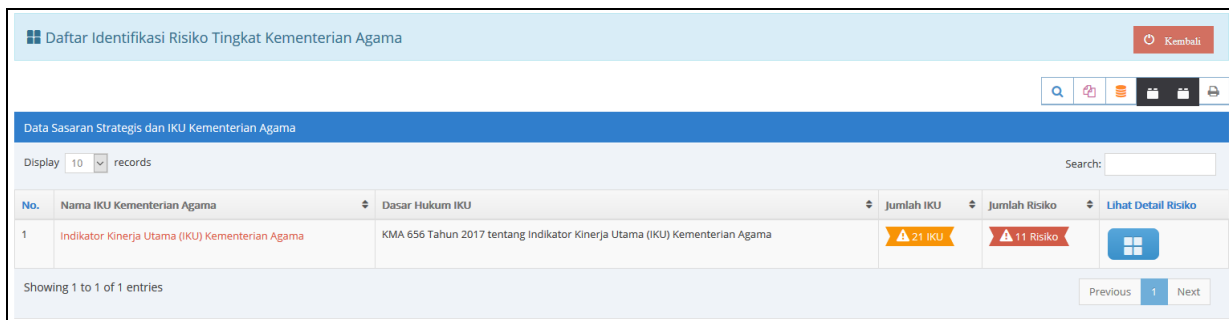 Daftar Identifikasi Risiko Tingkat Kementerian Agama
Kembali
Data Sasaran Strategis dan IKU Kementerian Agama
Display 10 records
Search:
No. Nama IKU Kementerian Agama Dasar Hukum IKU Jumlah IKU Jumlah Risiko Lihat Detail Risiko
1 Indikator Kinerja Utama (IKU) Kementerian Agama KMA 656 Tahun 2017 tentang Indikator Kinerja Utama (IKU) Kementerian Agama 21 IKU 11 Risiko
Showing 1 to 1 of 1 entries
Previous 1 Next